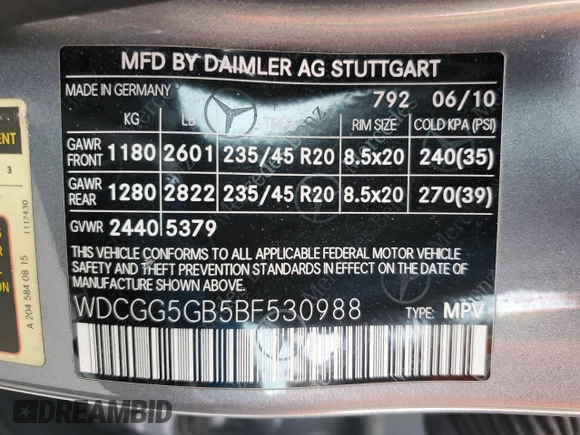 MFD BY DAIMLER AG STUTTGART
MADE IN GERMANY 792 06/10
KG LB RIM SIZE COLD KPA (PSI)
GAWR FRONT 1180 2601 235/45 R20 8.5x20 240(35)
GAWR REAR 1280 2822 235/45 R20 8.5x20 270(39)
GVWR 2440 5379
THIS VEHICLE CONFORMS TO ALL APPLICABLE FEDERAL MOTOR VEHICLE
SAFETY AND THEFT PREVENTION STANDARDS IN EFFECT ON THE DATE OF
MANUFACTURE SHOWN ABOVE.
WDCGG5GB5BF530988 TYPE: MPV
A 204 584 08 15
1117430
3
DREAMBID